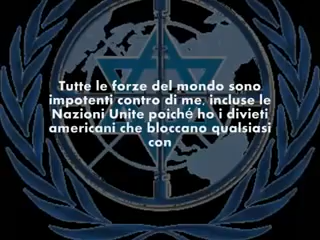 Tutte le forze del mondo sono
impotenti contro di me, incluse le
Nazioni Unite poiché ho i divieti
americani che bloccano qualsiasi
con